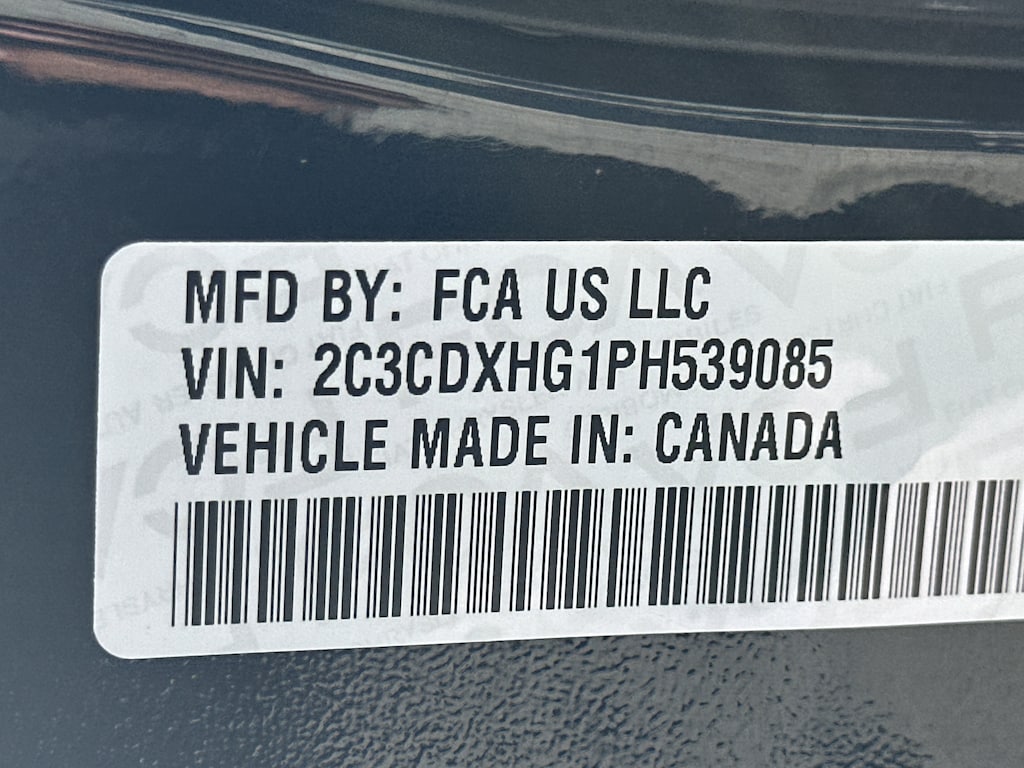 MFD BY: FCA US LLC
VIN: 2C3CDXHG1PH539085
VEHICLE MADE IN: CANADA